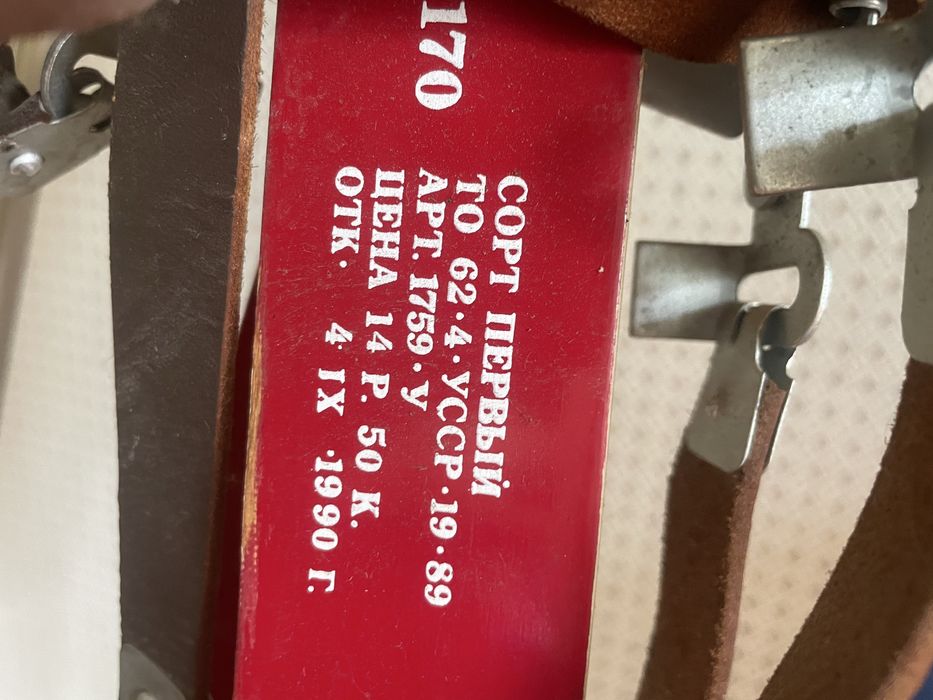 170
СОРТ ПЕРВЫЙ
ТО 62·4·УССР·19·89
АРТ. 1759·У
ЦЕНА 14 Р. 50 К.
ОТК· 4· IX ·1990 Г.